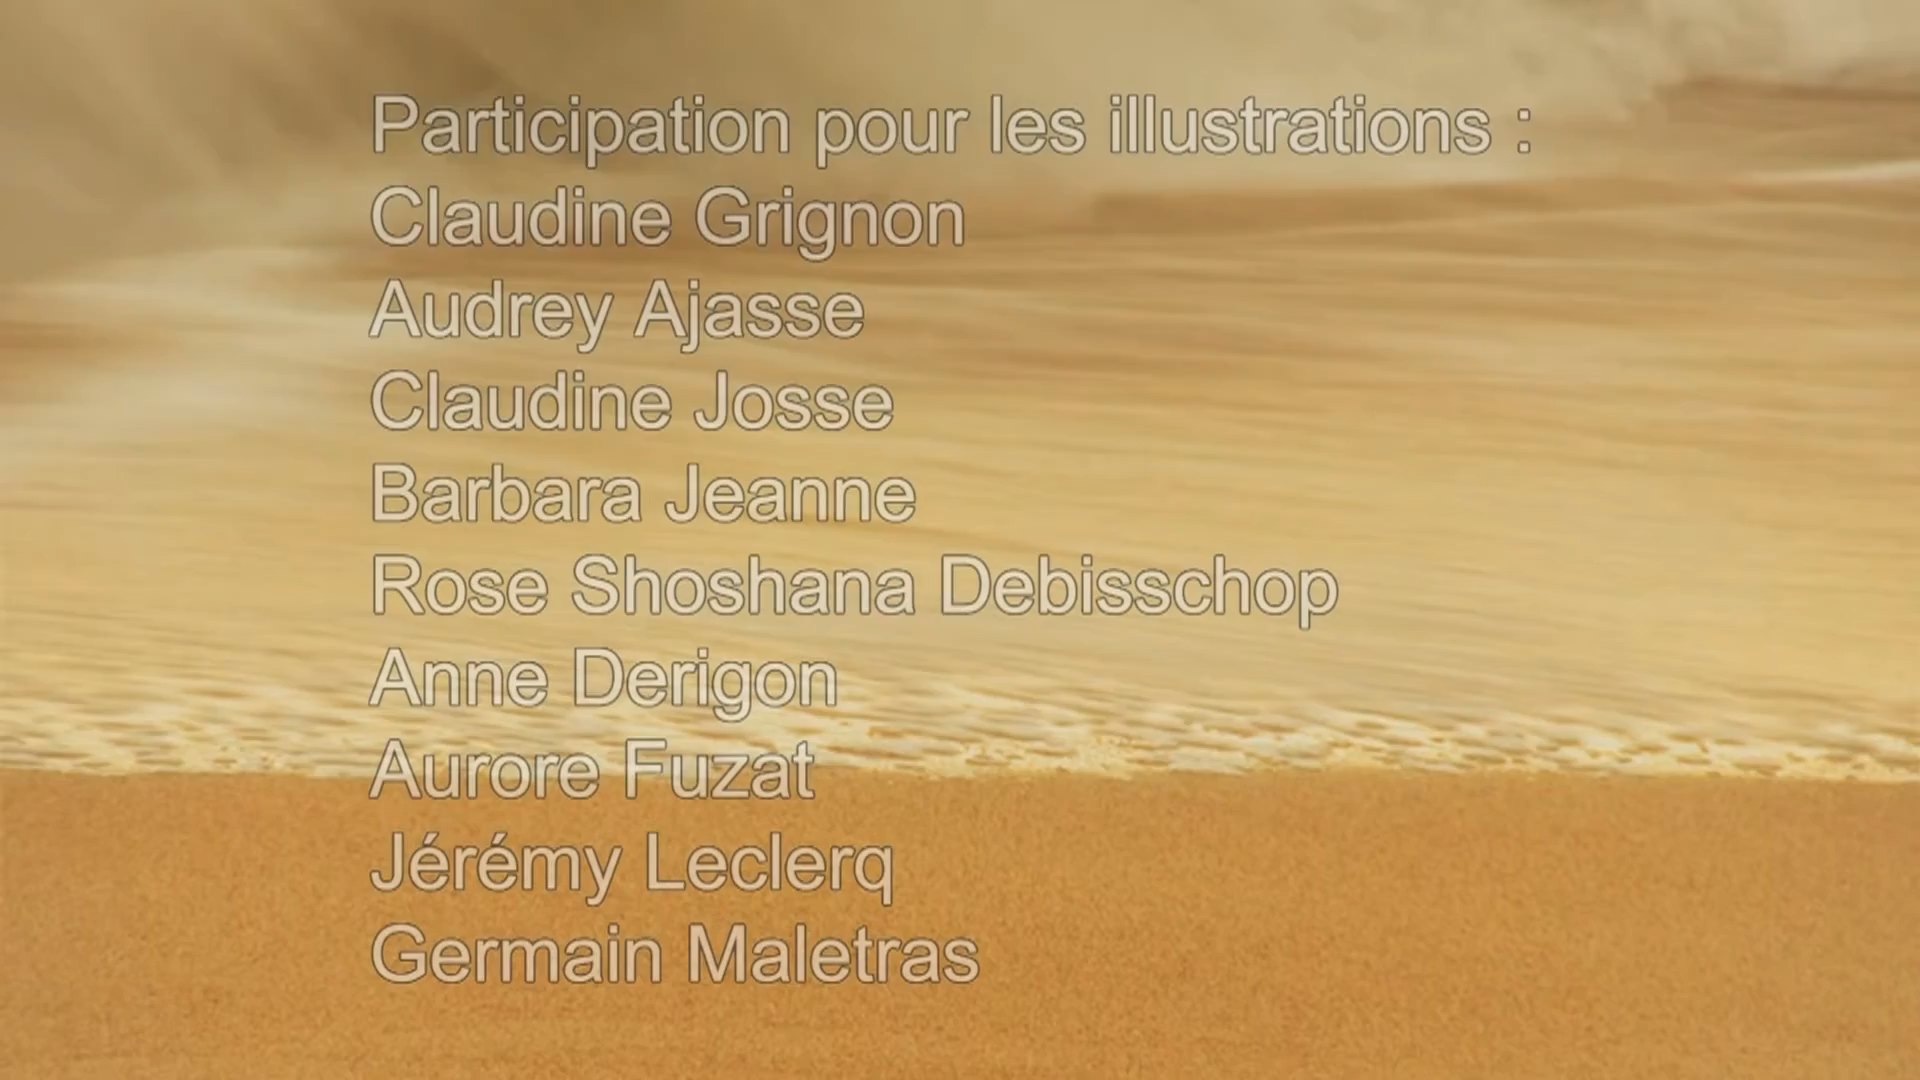 Participation pour les illustrations :
Claudine Grignon
Audrey Ajasse
Claudine Josse
Barbara Jeanne
Rose Shoshana Debisschop
Anne Derigon
Aurore Fuzat
Jérémy Leclerq
Germain Maletras